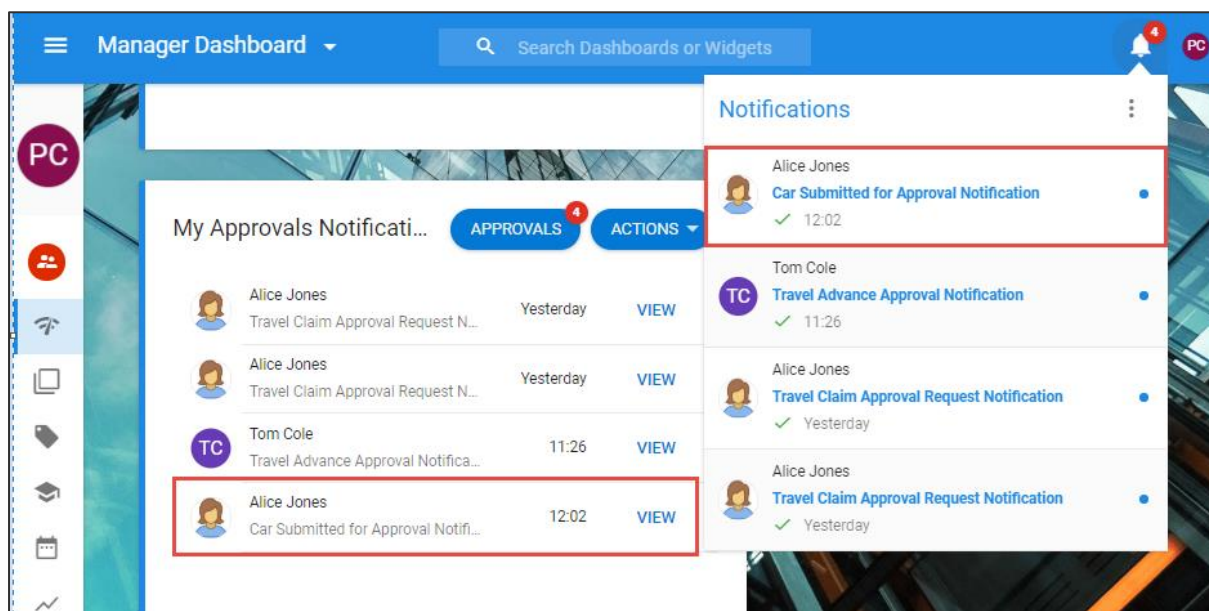 Manager Dashboard
Search Dashboards or Widgets
4
PC
PC
My Approvals Notificati...
APPROVALS
4
ACTIONS
Alice Jones
Yesterday
VIEW
Travel Claim Approval Request N...
Alice Jones
Yesterday
VIEW
Travel Claim Approval Request N...
TC
Tom Cole
11:26
VIEW
Travel Advance Approval Notifica...
Alice Jones
12:02
VIEW
Car Submitted for Approval Notifi...
Notifications
Alice Jones
Car Submitted for Approval Notification
12:02
Tom Cole
TC
Travel Advance Approval Notification
11:26
Alice Jones
Travel Claim Approval Request Notification
Yesterday
Alice Jones
Travel Claim Approval Request Notification
Yesterday